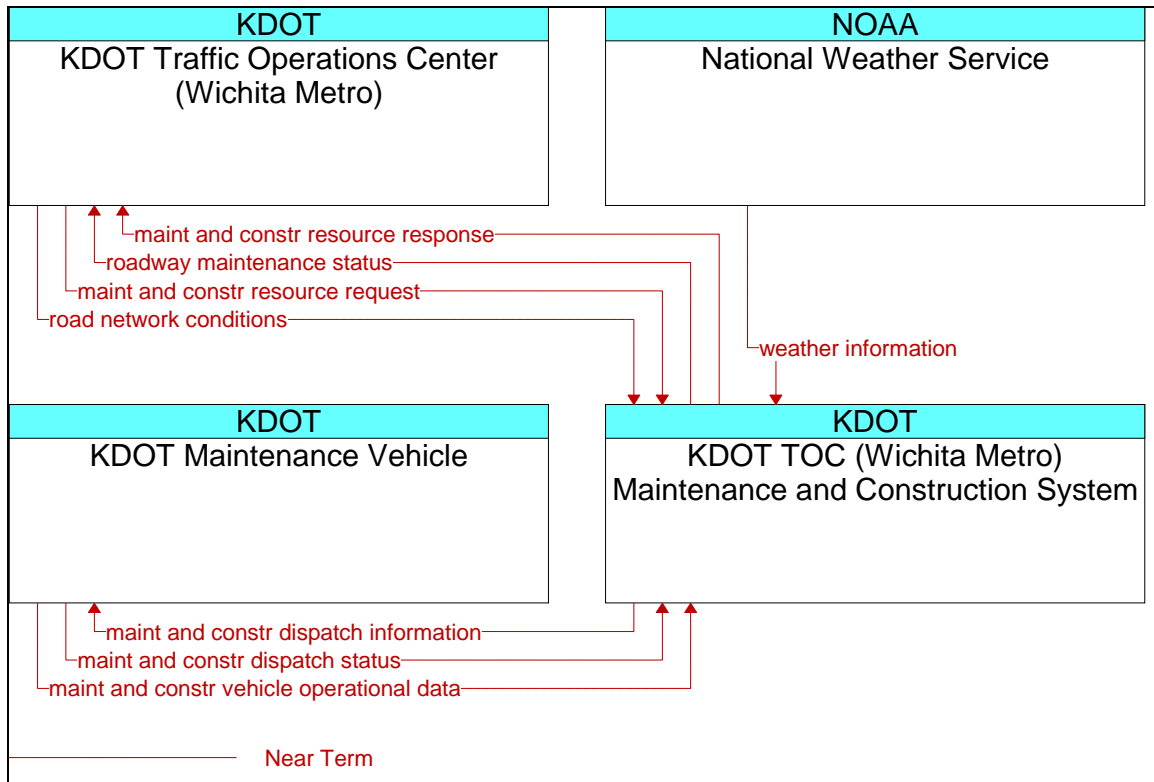 KDOT
KDOT Traffic Operations Center
(Wichita Metro)
NOAA
National Weather Service
maint and constr resource response
roadway maintenance status
maint and constr resource request
road network conditions
weather information
KDOT
KDOT Maintenance Vehicle
KDOT
KDOT TOC (Wichita Metro)
Maintenance and Construction System
maint and constr dispatch information
maint and constr dispatch status
maint and constr vehicle operational data
Near Term